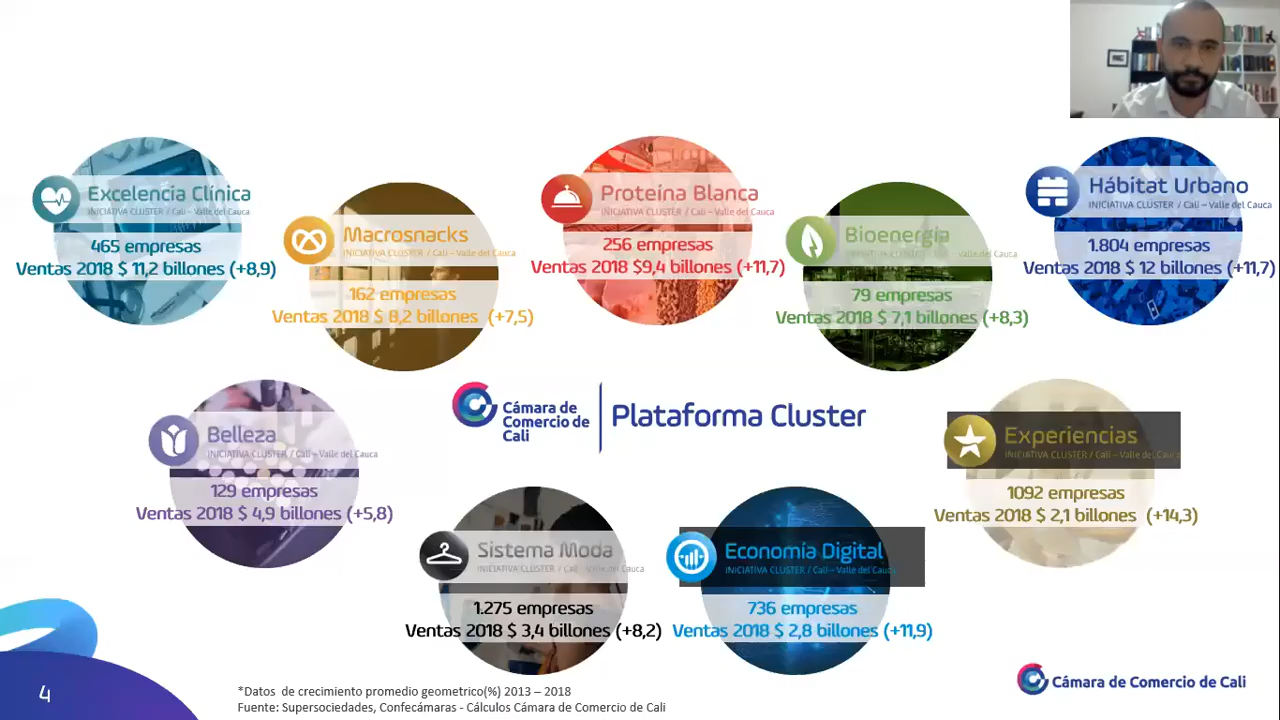 Excelencia Clínica
INICIATIVA CLUSTER / Cali – Valle del Cauca
465 empresas
Ventas 2018 $ 11,2 billones (+8,9)
Macrosnacks
INICIATIVA CLUSTER / Cali – Valle del Cauca
162 empresas
Ventas 2018 $ 8,2 billones (+7,5)
Proteína Blanca
INICIATIVA CLUSTER / Cali – Valle del Cauca
256 empresas
Ventas 2018 $9,4 billones (+11,7)
Bioenergía
INICIATIVA CLUSTER / Cali – Valle del Cauca
79 empresas
Ventas 2018 $ 7,1 billones (+8,3)
Hábitat Urbano
INICIATIVA CLUSTER / Cali – Valle del Cauca
1.804 empresas
Ventas 2018 $ 12 billones (+11,7)
Cámara de
Comercio de
Cali
Plataforma Cluster
Belleza
INICIATIVA CLUSTER / Cali – Valle del Cauca
129 empresas
Ventas 2018 $ 4,9 billones (+5,8)
Sistema Moda
INICIATIVA CLUSTER / Cali – Valle del Cauca
1.275 empresas
Ventas 2018 $ 3,4 billones (+8,2)
Economía Digital
INICIATIVA CLUSTER / Cali – Valle del Cauca
736 empresas
Ventas 2018 $ 2,8 billones (+11,9)
Experiencias
INICIATIVA CLUSTER / Cali – Valle del Cauca
1092 empresas
Ventas 2018 $ 2,1 billones (+14,3)
4
*Datos de crecimiento promedio geometrico(%) 2013 – 2018
Fuente: Supersociedades, Confecámaras - Cálculos Cámara de Comercio de Cali
Cámara de Comercio de Cali